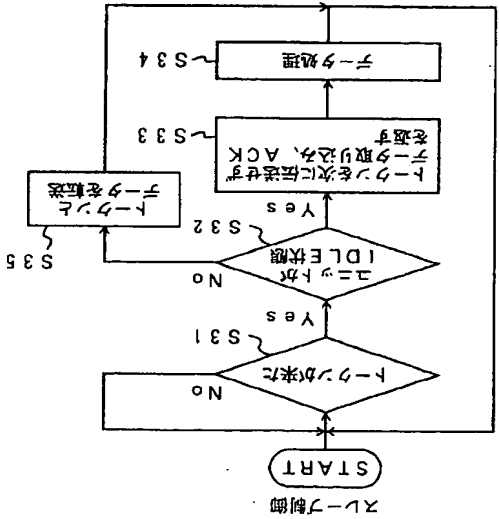 スレーブ制御
START
トークンが来た
S31
No
Yes
ユニットが
IDLE状態
S32
No
Yes
トークンを次に伝送せず
データ取り込み、ACK
を返す
S33
データ処理
S34
トークンと
データを転送
S35